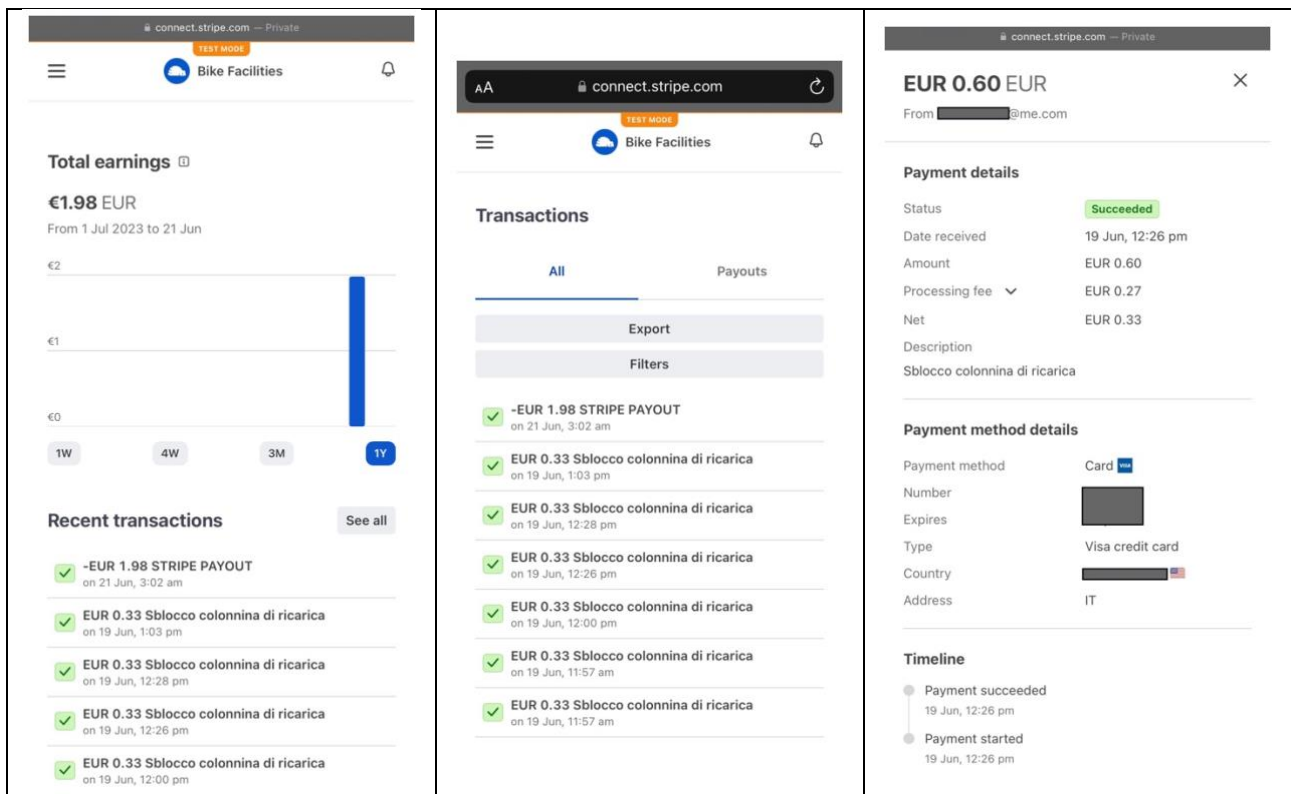 connect.stripe.com — Private
TEST MODE
Bike Facilities
Total earnings
€1.98 EUR
From 1 Jul 2023 to 21 Jun
€2
€1
€0
1W 4W 3M 1Y
Recent transactions See all
-EUR 1.98 STRIPE PAYOUT
on 21 Jun, 3:02 am
EUR 0.33 Sblocco colonnina di ricarica
on 19 Jun, 1:03 pm
EUR 0.33 Sblocco colonnina di ricarica
on 19 Jun, 12:28 pm
EUR 0.33 Sblocco colonnina di ricarica
on 19 Jun, 12:26 pm
EUR 0.33 Sblocco colonnina di ricarica
on 19 Jun, 12:00 pm
AA connect.stripe.com
TEST MODE
Bike Facilities
Transactions
All Payouts
Export
Filters
-EUR 1.98 STRIPE PAYOUT
on 21 Jun, 3:02 am
EUR 0.33 Sblocco colonnina di ricarica
on 19 Jun, 1:03 pm
EUR 0.33 Sblocco colonnina di ricarica
on 19 Jun, 12:28 pm
EUR 0.33 Sblocco colonnina di ricarica
on 19 Jun, 12:26 pm
EUR 0.33 Sblocco colonnina di ricarica
on 19 Jun, 12:00 pm
EUR 0.33 Sblocco colonnina di ricarica
on 19 Jun, 11:57 am
EUR 0.33 Sblocco colonnina di ricarica
on 19 Jun, 11:57 am
connect.stripe.com — Private
EUR 0.60 EUR
From @me.com
Payment details
Status Succeeded
Date received 19 Jun, 12:26 pm
Amount EUR 0.60
Processing fee EUR 0.27
Net EUR 0.33
Description
Sblocco colonnina di ricarica
Payment method details
Payment method Card VISA
Number
Expires
Type Visa credit card
Country
Address IT
Timeline
Payment succeeded
19 Jun, 12:26 pm
Payment started
19 Jun, 12:26 pm